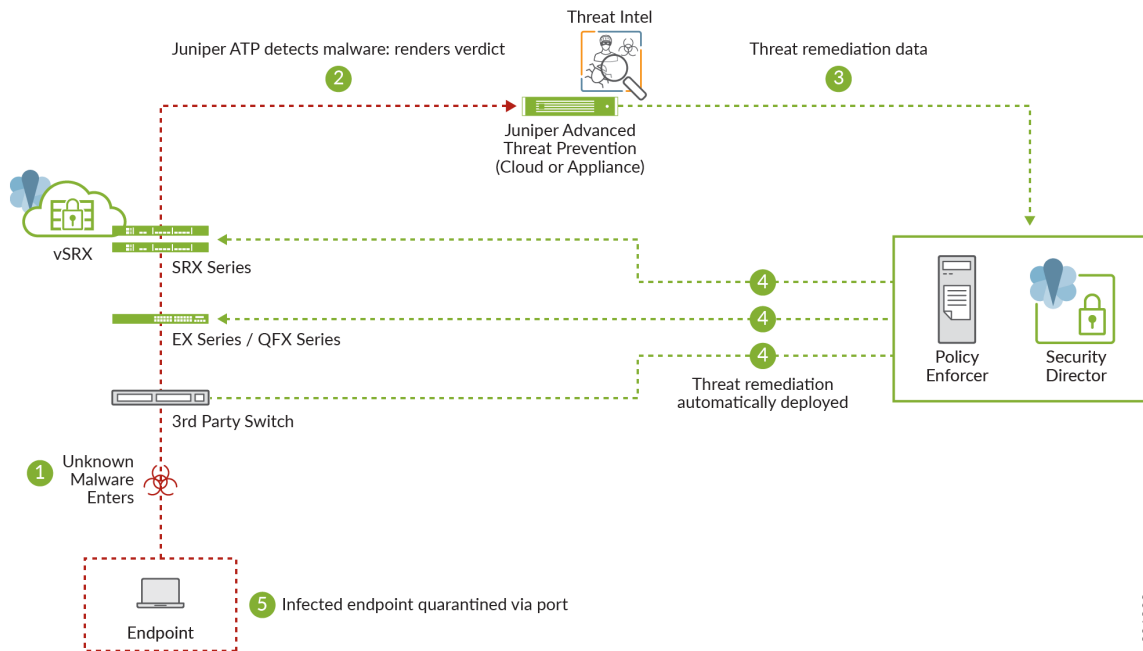 Threat Intel
Juniper ATP detects malware: renders verdict
2
Threat remediation data
3
Juniper Advanced
Threat Prevention
(Cloud or Appliance)
vSRX
SRX Series
4
EX Series / QFX Series
4
4
Policy
Enforcer
Security
Director
Threat remediation
automatically deployed
3rd Party Switch
1
Unknown
Malware
Enters
5
Infected endpoint quarantined via port
Endpoint